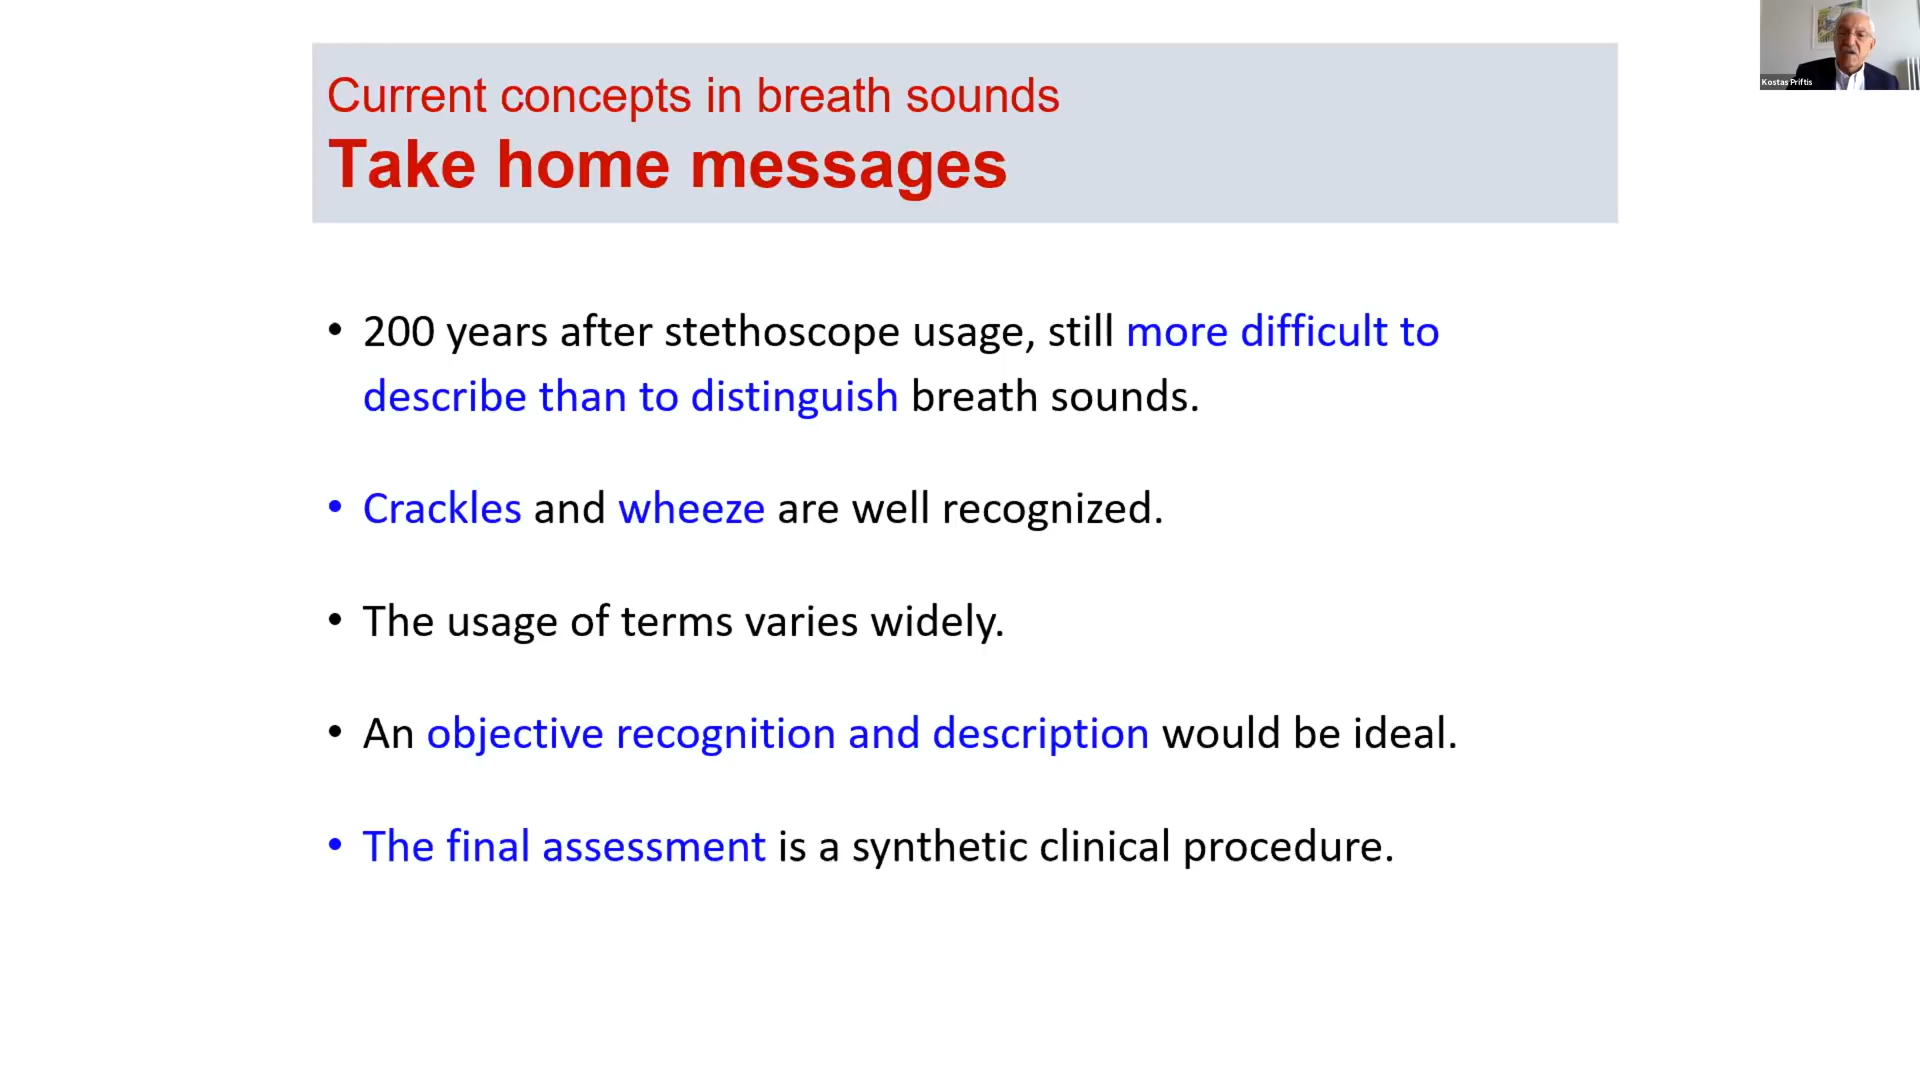 Current concepts in breath sounds
Take home messages
• 200 years after stethoscope usage, still more difficult to
describe than to distinguish breath sounds.
• Crackles and wheeze are well recognized.
• The usage of terms varies widely.
• An objective recognition and description would be ideal.
• The final assessment is a synthetic clinical procedure.
Kostas Priftis